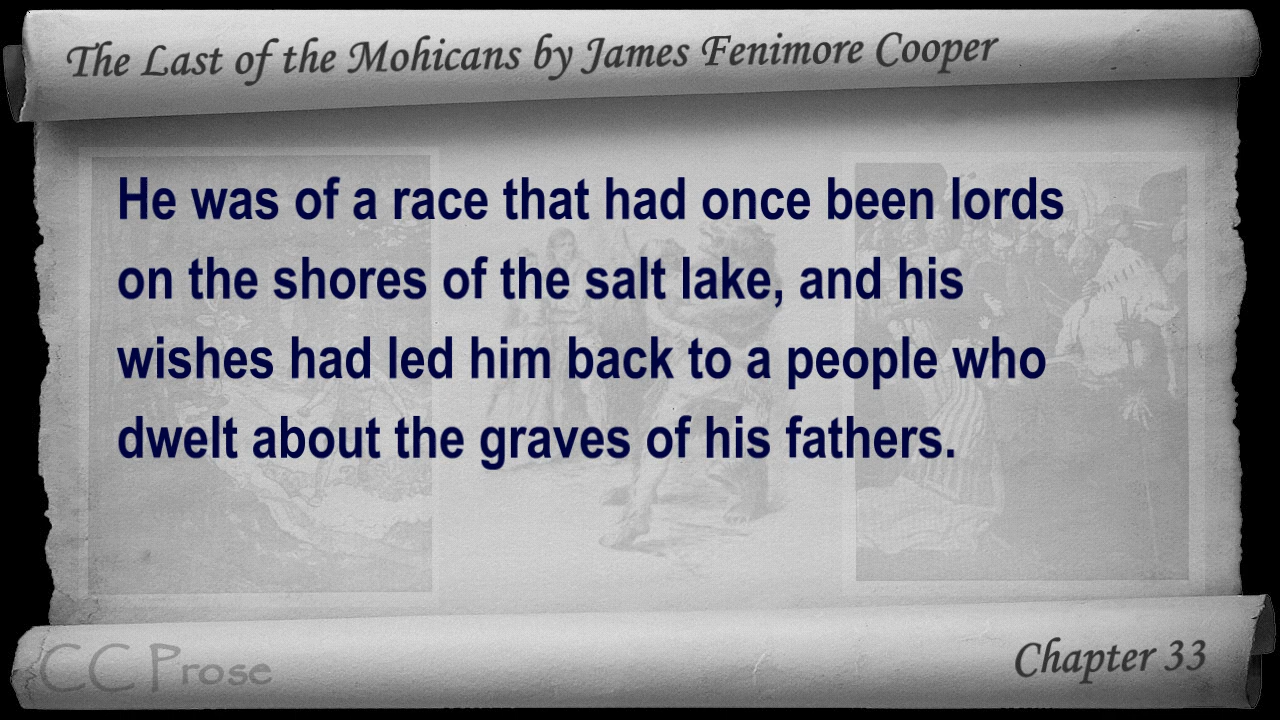 The Last of the Mohicans by James Fenimore Cooper
He was of a race that had once been lords
on the shores of the salt lake, and his
wishes had led him back to a people who
dwelt about the graves of his fathers.
CC Prose
Chapter 33